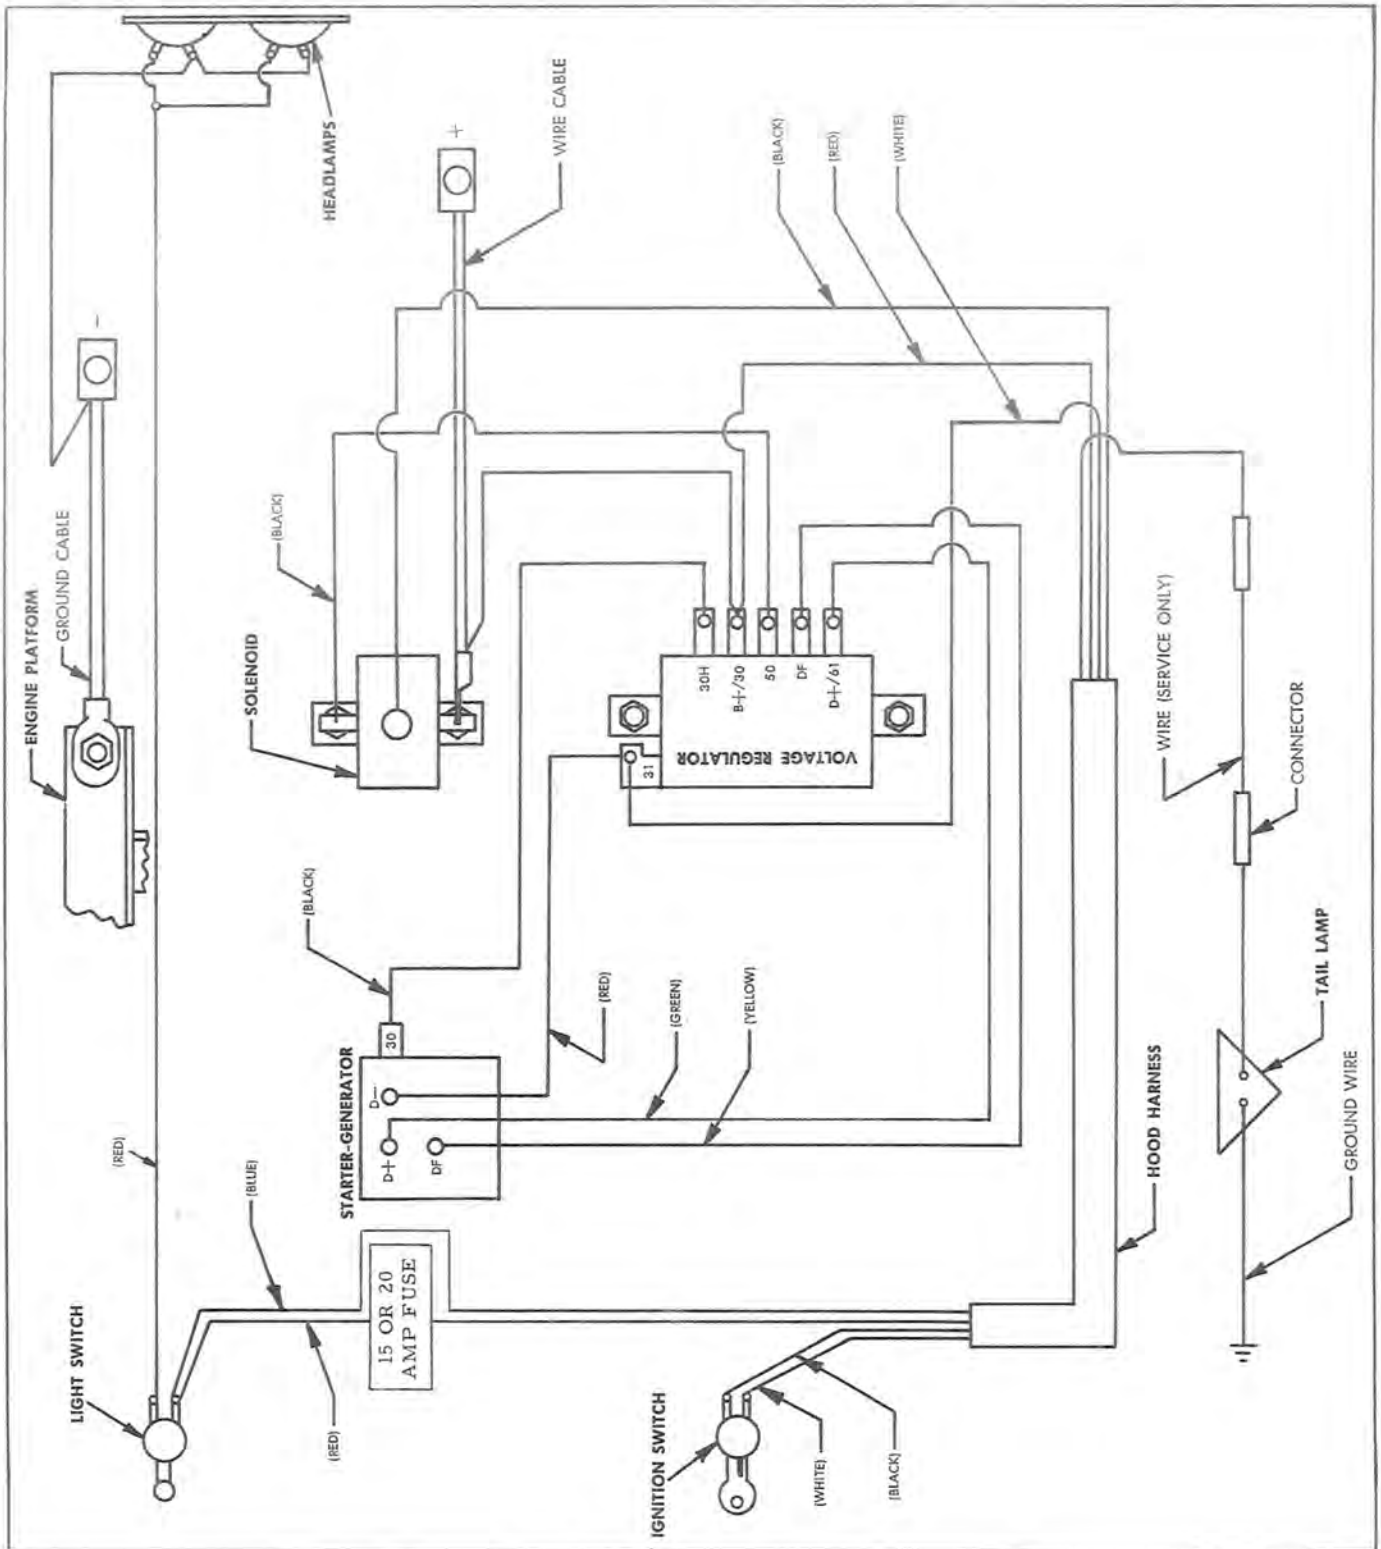 HEADLAMPS
+
WIRE CABLE
(BLACK)
(RED)
(WHITE)
-
ENGINE PLATFORM
GROUND CABLE
(BLACK)
SOLENOID
30H
B+/30
50
DF
D+/61
VOLTAGE REGULATOR
31
WIRE (SERVICE ONLY)
CONNECTOR
(BLACK)
STARTER-GENERATOR
30
D-
D+
DF
(RED)
(GREEN)
(YELLOW)
TAIL LAMP
GROUND WIRE
HOOD HARNESS
(RED)
(BLUE)
LIGHT SWITCH
(RED)
15 OR 20
AMP FUSE
IGNITION SWITCH
(WHITE)
(BLACK)